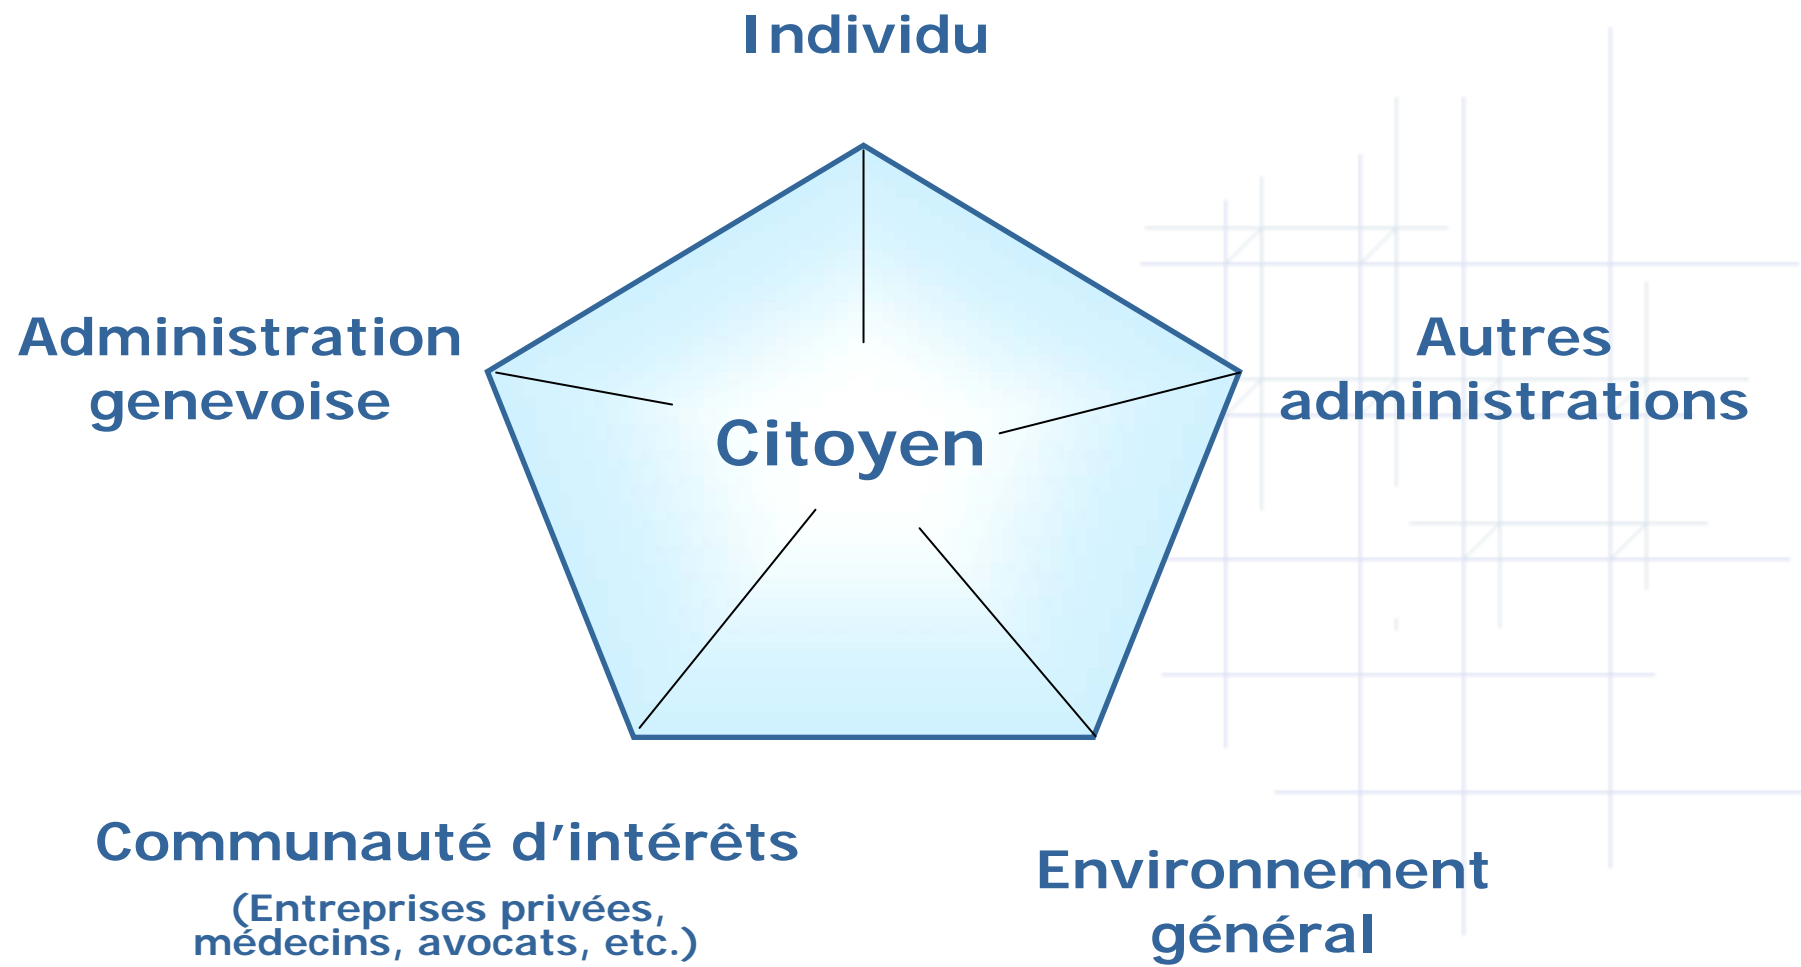 Individu
Administration
genevoise
Autres
administrations
Citoyen
Communauté d'intérêts
(Entreprises privées,
médecins, avocats, etc.)
Environnement
général